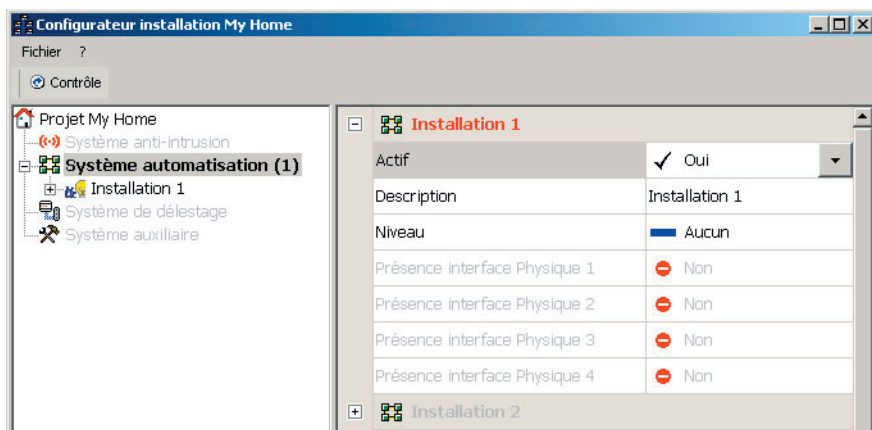 Configurateur installation My Home
Fichier ?
Contrôle
Projet My Home
Système anti-intrusion
Système automatisation (1)
Installation 1
Système de délestage
Système auxiliaire
Installation 1
Actif Oui
Description Installation 1
Niveau Aucun
Présence interface Physique 1 Non
Présence interface Physique 2 Non
Présence interface Physique 3 Non
Présence interface Physique 4 Non
Installation 2